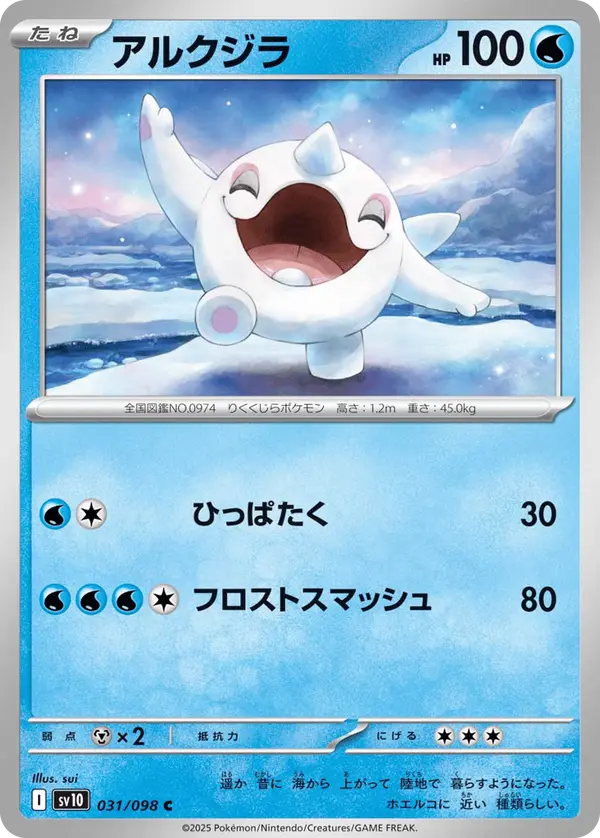 たね アルクジラ HP 100
全国図鑑NO.0974 りくくじらポケモン 高さ：1.2m 重さ：45.0kg
ひっぱたく 30
フロストスマッシュ 80
弱点 ×2 抵抗力 にげる
Illus. sui
I sv10 031/098 C
遥か 昔に 海から 上がって 陸地で 暮らすようになった。
ホエルコに 近い 種類らしい。
©2025 Pokémon/Nintendo/Creatures/GAME FREAK.